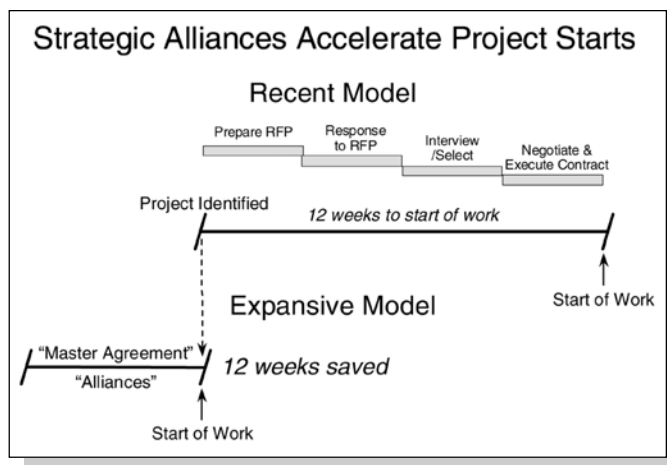 Strategic Alliances Accelerate Project Starts
Recent Model
Prepare RFP
Response
to RFP
Interview
/Select
Negotiate &
Execute Contract
Project Identified
12 weeks to start of work
Start of Work
Expansive Model
“Master Agreement”
“Alliances”
12 weeks saved
Start of Work